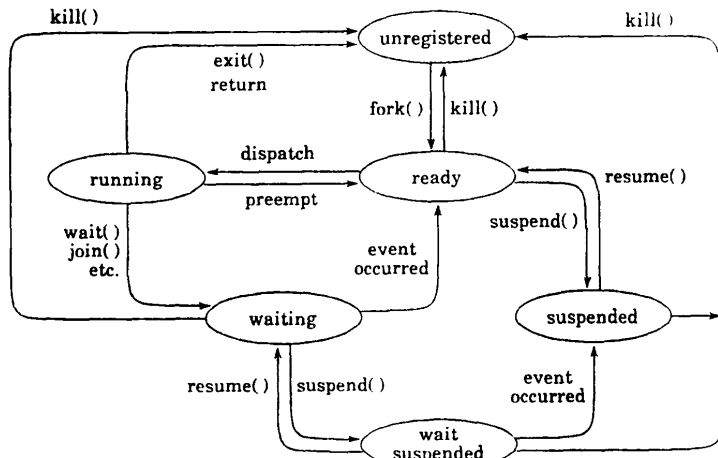 kill()
kill()
unregistered
exit()
return
fork()
kill()
dispatch
running
ready
resume()
preempt
suspend()
wait()
join()
etc.
event
occurred
waiting
suspended
resume()
suspend()
event
occurred
wait
suspended